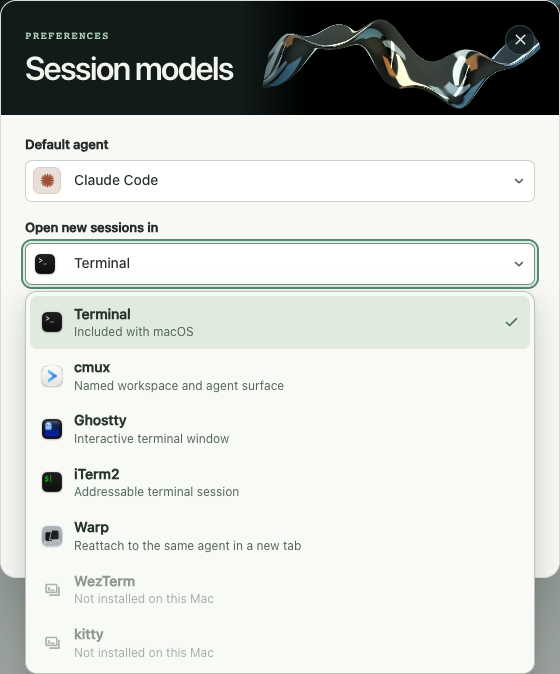 PREFERENCES
Session models
Default agent
Claude Code
Open new sessions in
>_ Terminal
>_ Terminal
Included with macOS
cmux
Named workspace and agent surface
Ghostty
Interactive terminal window
$ iTerm2
Addressable terminal session
Warp
Reattach to the same agent in a new tab
WezTerm
Not installed on this Mac
kitty
Not installed on this Mac